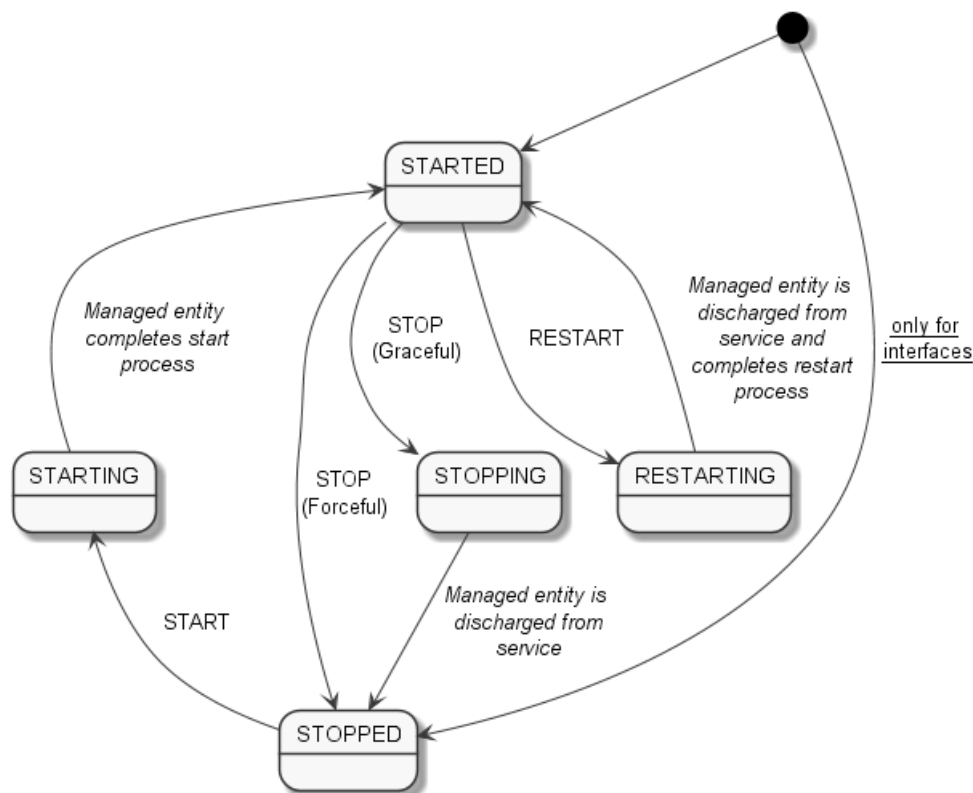 STARTED
Managed entity
completes start
process
STOP
(Graceful)
RESTART
Managed entity is
discharged from
service and
completes restart
process
only for
interfaces
STARTING
STOP
(Forceful)
STOPPING
RESTARTING
START
Managed entity is
discharged from
service
STOPPED